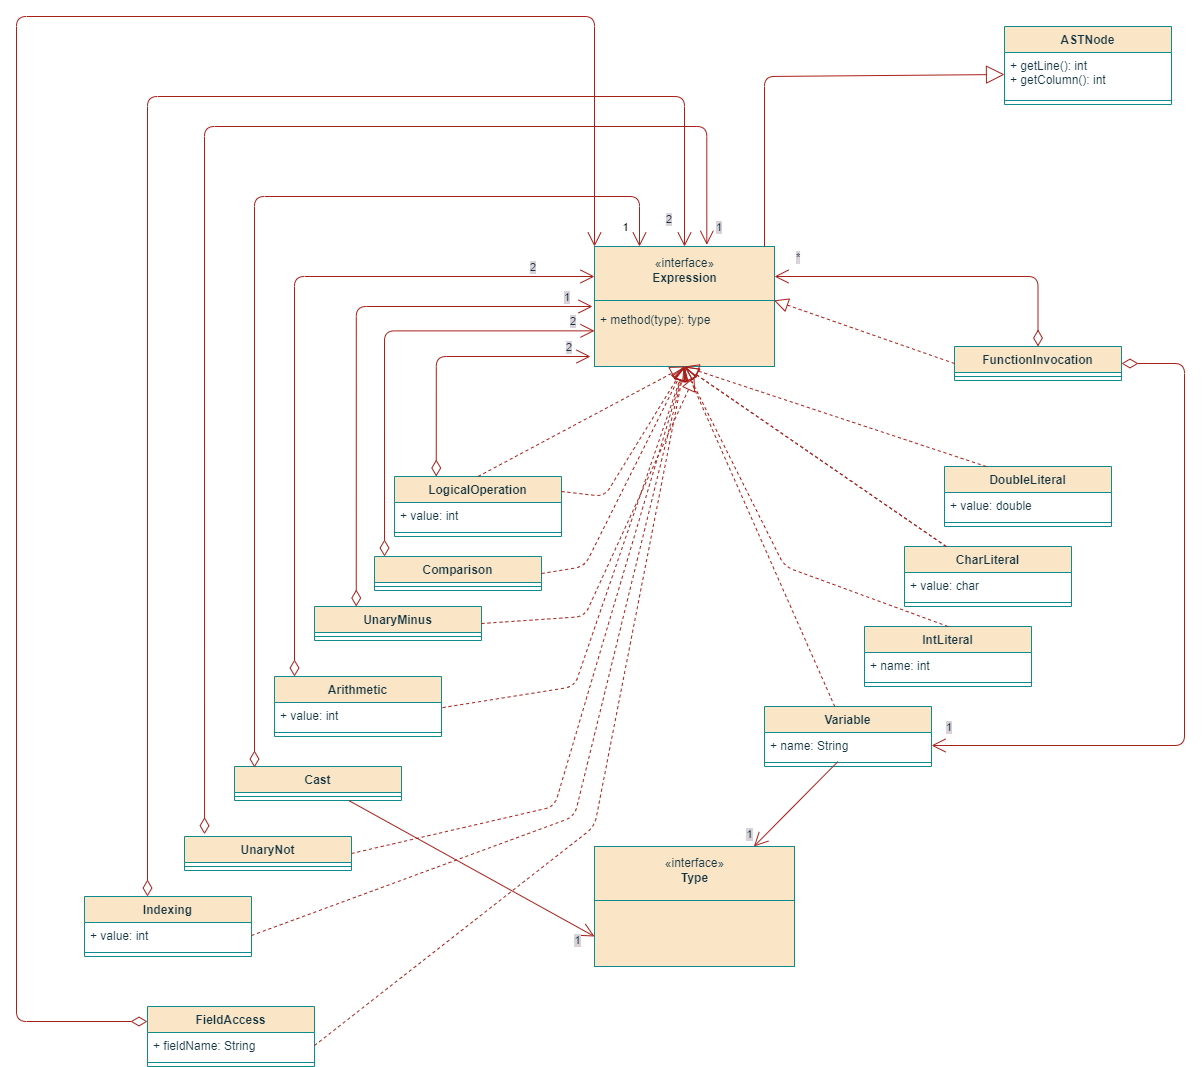 ASTNode
+ getLine(): int
+ getColumn(): int
1
2
1
*
«interface»
Expression
+ method(type): type
2
1
2
2
FunctionInvocation
LogicalOperation
+ value: int
DoubleLiteral
+ value: double
Comparison
CharLiteral
+ value: char
UnaryMinus
IntLiteral
+ name: int
Arithmetic
+ value: int
Variable
+ name: String
1
Cast
1
UnaryNot
«interface»
Type
1
Indexing
+ value: int
FieldAccess
+ fieldName: String